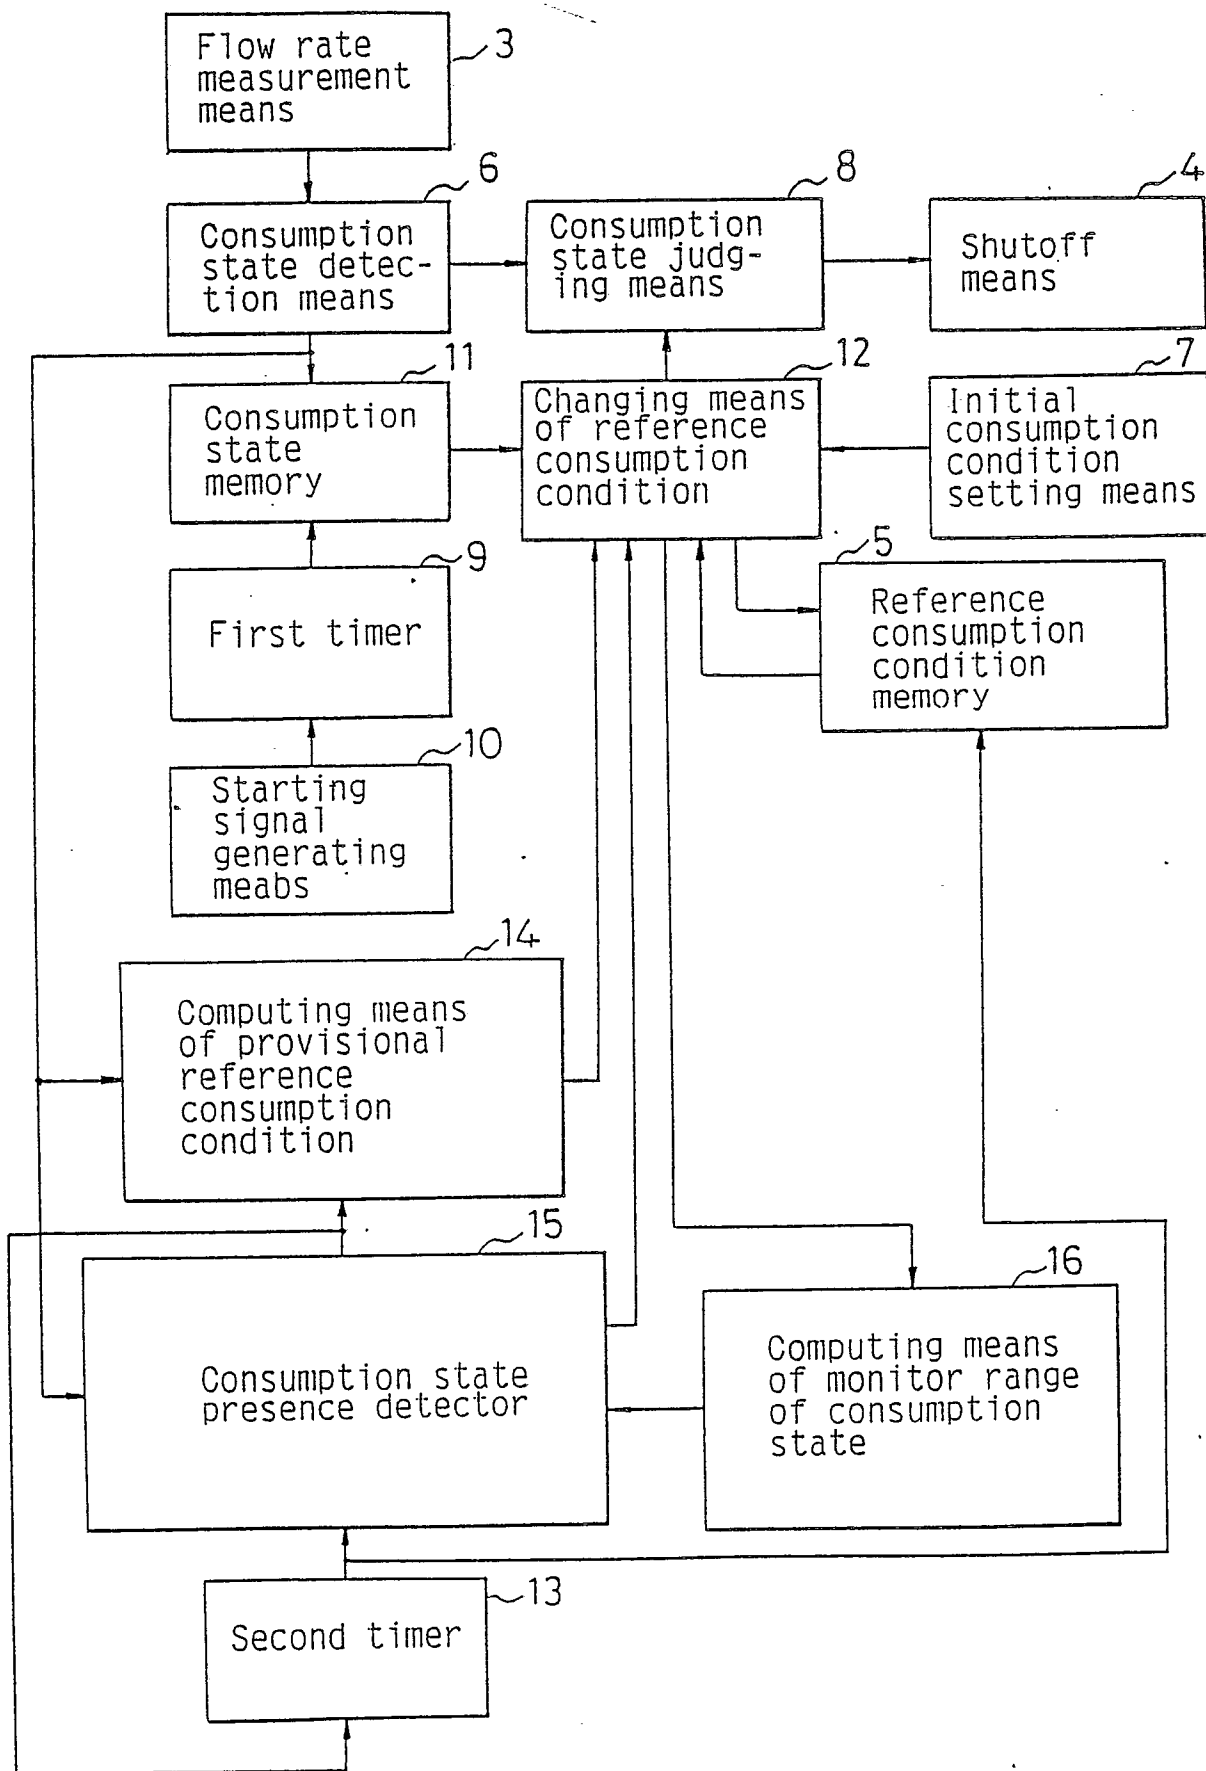 Flow rate
measurement
means
3
6
Consumption
state detec-
tion means
8
Consumption
state judg-
ing means
4
Shutoff
means
11
Consumption
state
memory
12
Changing means
of reference
consumption
condition
7
Initial
consumption
condition
setting means
9
First timer
5
Reference
consumption
condition
memory
10
Starting
signal
generating
meabs
14
Computing means
of provisional
reference
consumption
condition
15
Consumption state
presence detector
16
Computing means
of monitor range
of consumption
state
13
Second timer